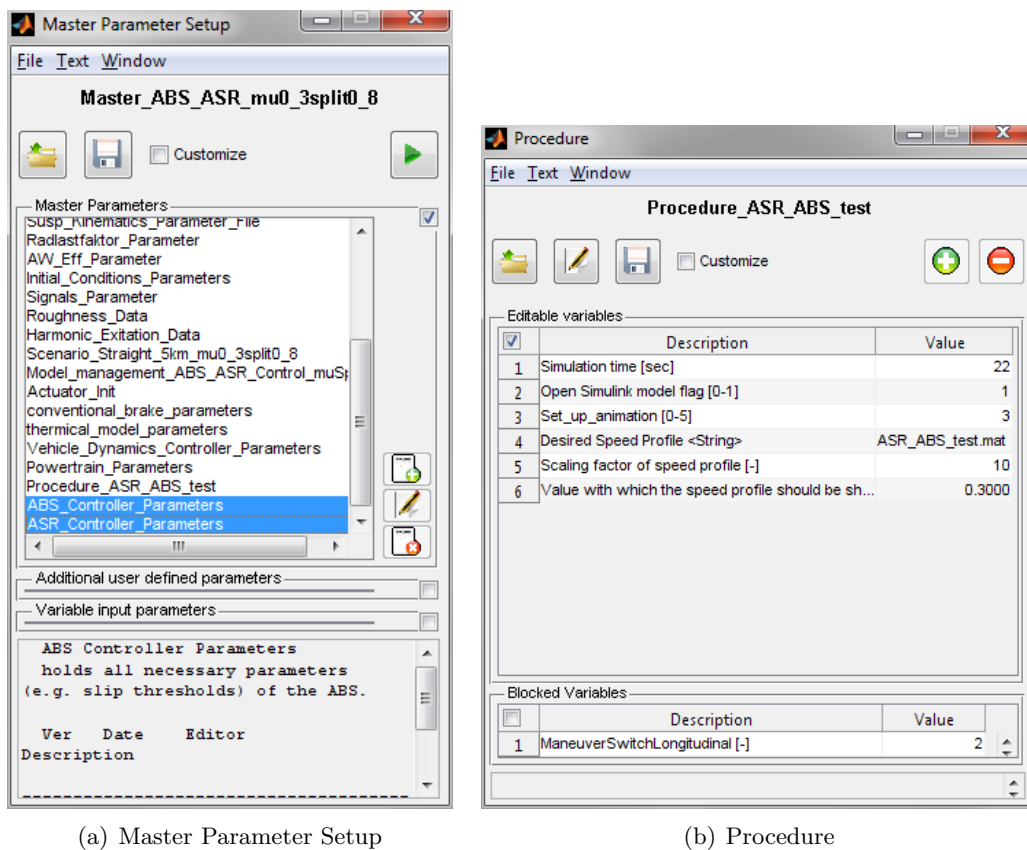 Master Parameter Setup
File Text Window
Master_ABS_ASR_mu0_3split0_8
Customize
Master Parameters
Susp_Kinematics_Parameter_File
Radlastfaktor_Parameter
AW_Eff_Parameter
Initial_Conditions_Parameters
Signals_Parameter
Roughness_Data
Harmonic_Exitation_Data
Scenario_Straight_5km_mu0_3split0_8
Model_management_ABS_ASR_Control_muSp
Actuator_Init
conventional_brake_parameters
thermical_model_parameters
Vehicle_Dynamics_Controller_Parameters
Powertrain_Parameters
Procedure_ASR_ABS_test
ABS_Controller_Parameters
ASR_Controller_Parameters
Additional user defined parameters
Variable input parameters
ABS Controller Parameters
holds all necessary parameters
(e.g. slip thresholds) of the ABS.
Ver Date Editor
Description
---------------------------------------
(a) Master Parameter Setup
Procedure
File Text Window
Procedure_ASR_ABS_test
Customize
Editable variables
Description Value
1 Simulation time [sec] 22
2 Open Simulink model flag [0-1] 1
3 Set_up_animation [0-5] 3
4 Desired Speed Profile <String> ASR_ABS_test.mat
5 Scaling factor of speed profile [-] 10
6 Value with which the speed profile should be sh... 0.3000
Blocked Variables
Description Value
1 ManeuverSwitchLongitudinal [-] 2
(b) Procedure